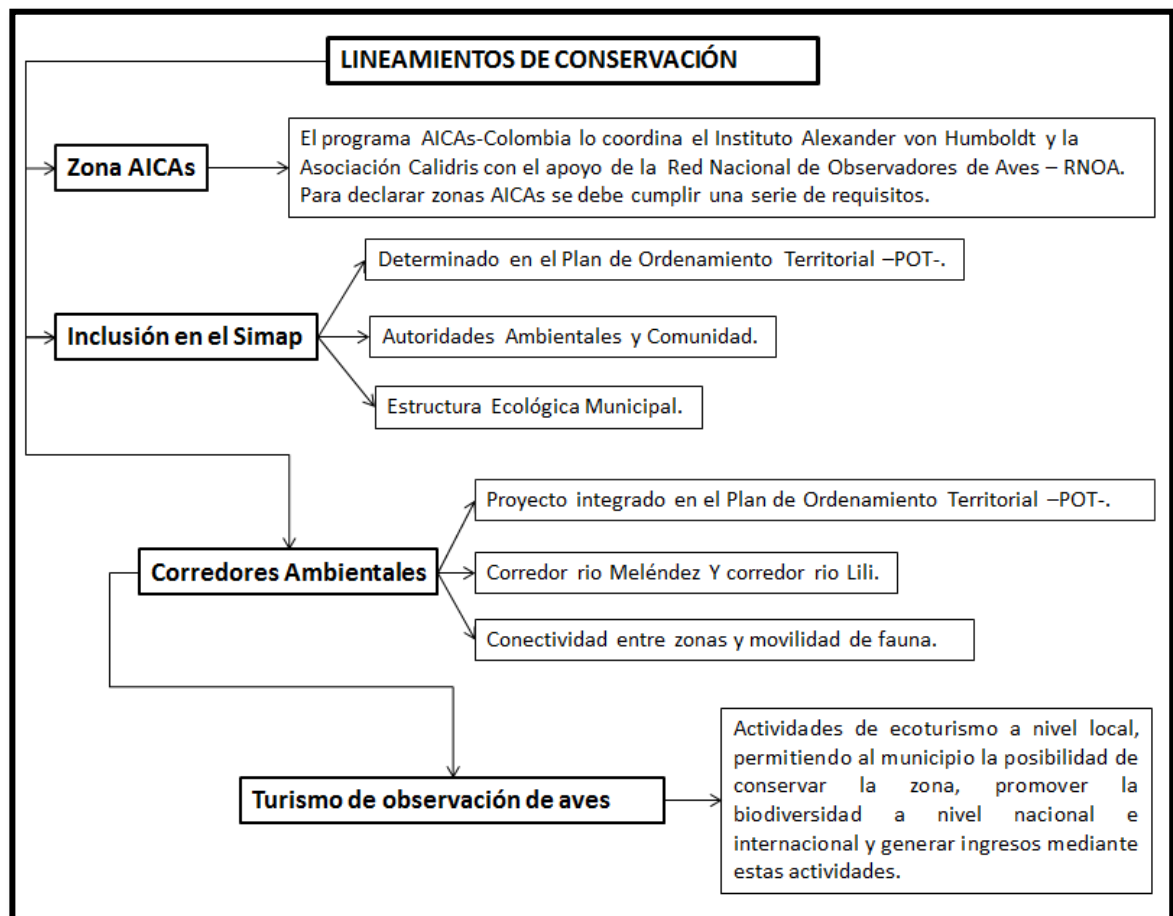 LINEAMIENTOS DE CONSERVACIÓN
Zona AICAs
El programa AICAs-Colombia lo coordina el Instituto Alexander von Humboldt y la
Asociación Calidris con el apoyo de la Red Nacional de Observadores de Aves – RNOA.
Para declarar zonas AICAs se debe cumplir una serie de requisitos.
Inclusión en el Simap
Determinado en el Plan de Ordenamiento Territorial –POT-.
Autoridades Ambientales y Comunidad.
Estructura Ecológica Municipal.
Corredores Ambientales
Proyecto integrado en el Plan de Ordenamiento Territorial –POT-.
Corredor rio Meléndez Y corredor rio Lili.
Conectividad entre zonas y movilidad de fauna.
Turismo de observación de aves
Actividades de ecoturismo a nivel local,
permitiendo al municipio la posibilidad de
conservar la zona, promover la
biodiversidad a nivel nacional e
internacional y generar ingresos mediante
estas actividades.